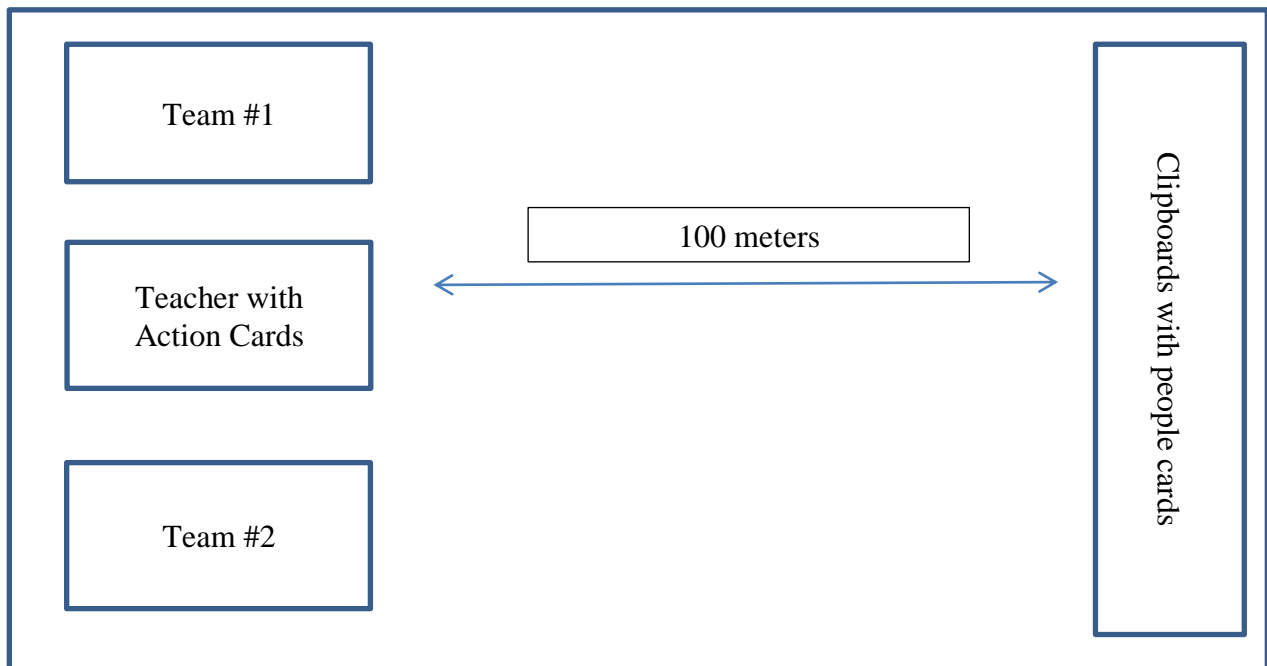 Team #1
100 meters
Teacher with
Action Cards
Team #2
Clipboards with people cards